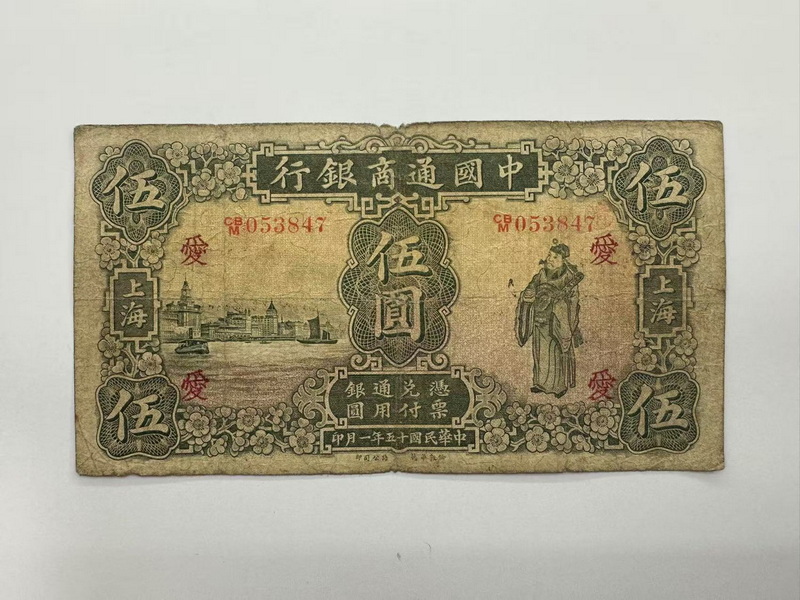 中國通商銀行
伍
伍
CB/M 053847
CB/M 053847
愛
愛
伍圓
上海
上海
愛
愛
憑票
兌付
通用
銀圓
伍
伍
中華民國十五年一月印